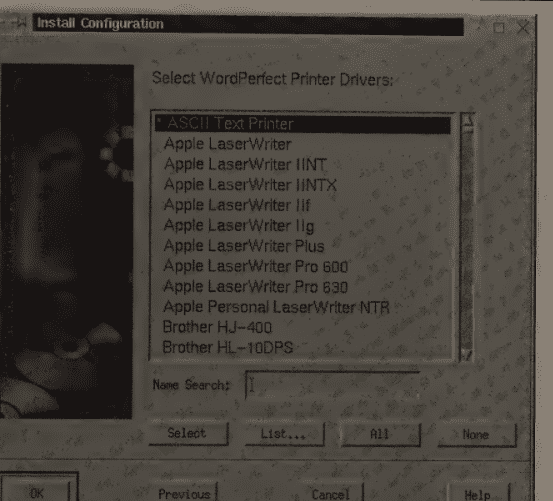 Install Configuration
Select WordPerfect Printer Drivers:
* ASCII Text Printer
Apple LaserWriter
Apple LaserWriter IINT
Apple LaserWriter IINTX
Apple LaserWriter IIf
Apple LaserWriter IIg
Apple LaserWriter Plus
Apple LaserWriter Pro 600
Apple LaserWriter Pro 630
Apple Personal LaserWriter NTR
Brother HJ-400
Brother HL-10DPS
Name Search:
Select List... All None
OK Previous Cancel Help